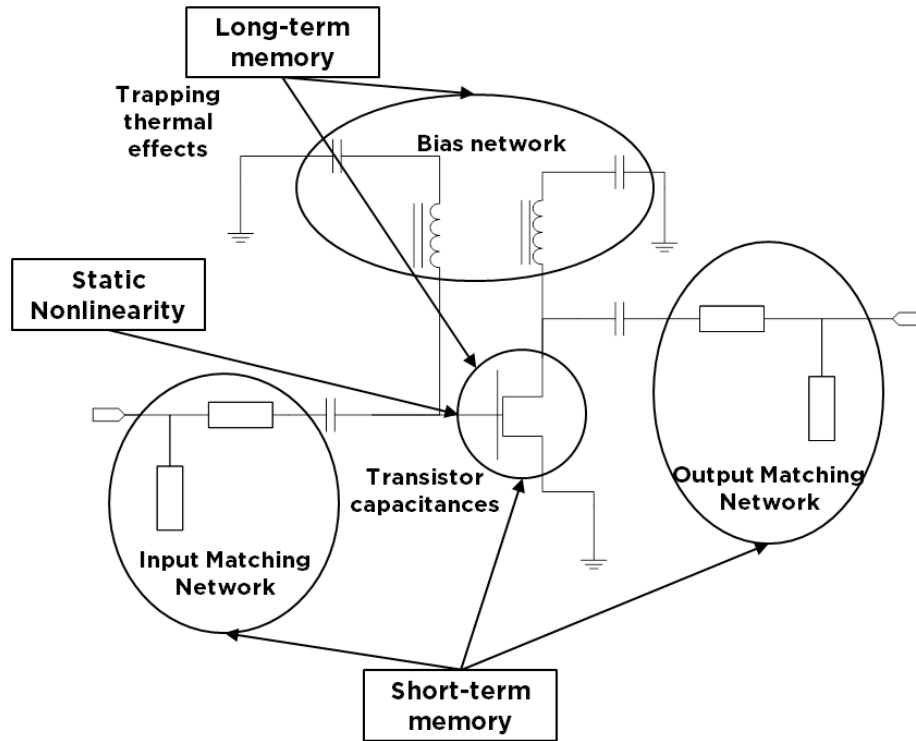 Long-term
memory
Trapping
thermal
effects
Bias network
Static
Nonlinearity
Transistor
capacitances
Output Matching
Network
Input Matching
Network
Short-term
memory